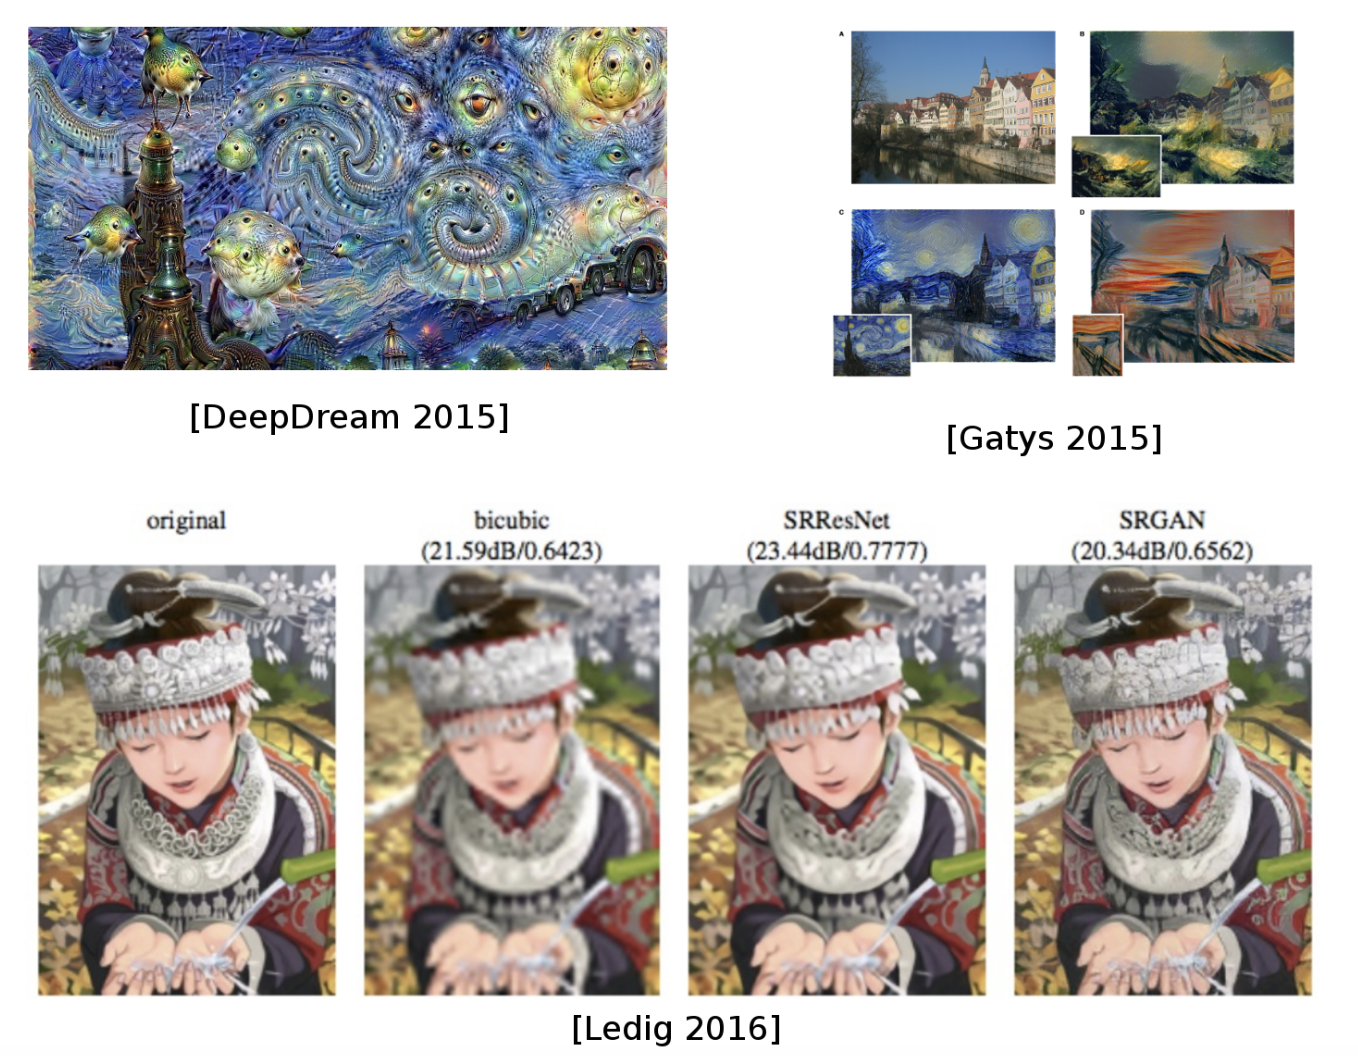 A
B
C
D
[DeepDream 2015]
[Gatys 2015]
original
bicubic
(21.59dB/0.6423)
SRResNet
(23.44dB/0.7777)
SRGAN
(20.34dB/0.6562)
[Ledig 2016]